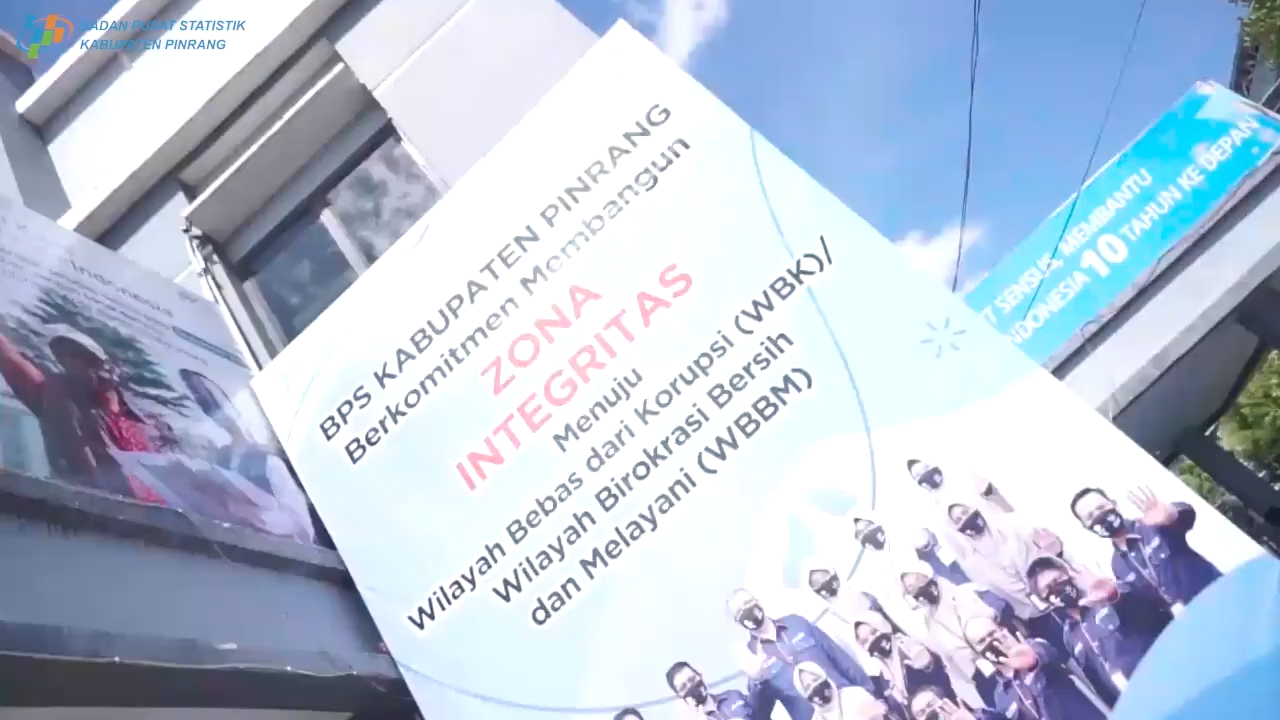 BADAN PUSAT STATISTIK
KABUPATEN PINRANG
BPS KABUPATEN PINRANG
Berkomitmen Membangun
ZONA
INTEGRITAS
Menuju
Wilayah Bebas dari Korupsi (WBK)/
Wilayah Birokrasi Bersih
dan Melayani (WBBM)
Indonesia
SENSUS, MEMBANTU
INDONESIA 10 TAHUN KE DEPAN